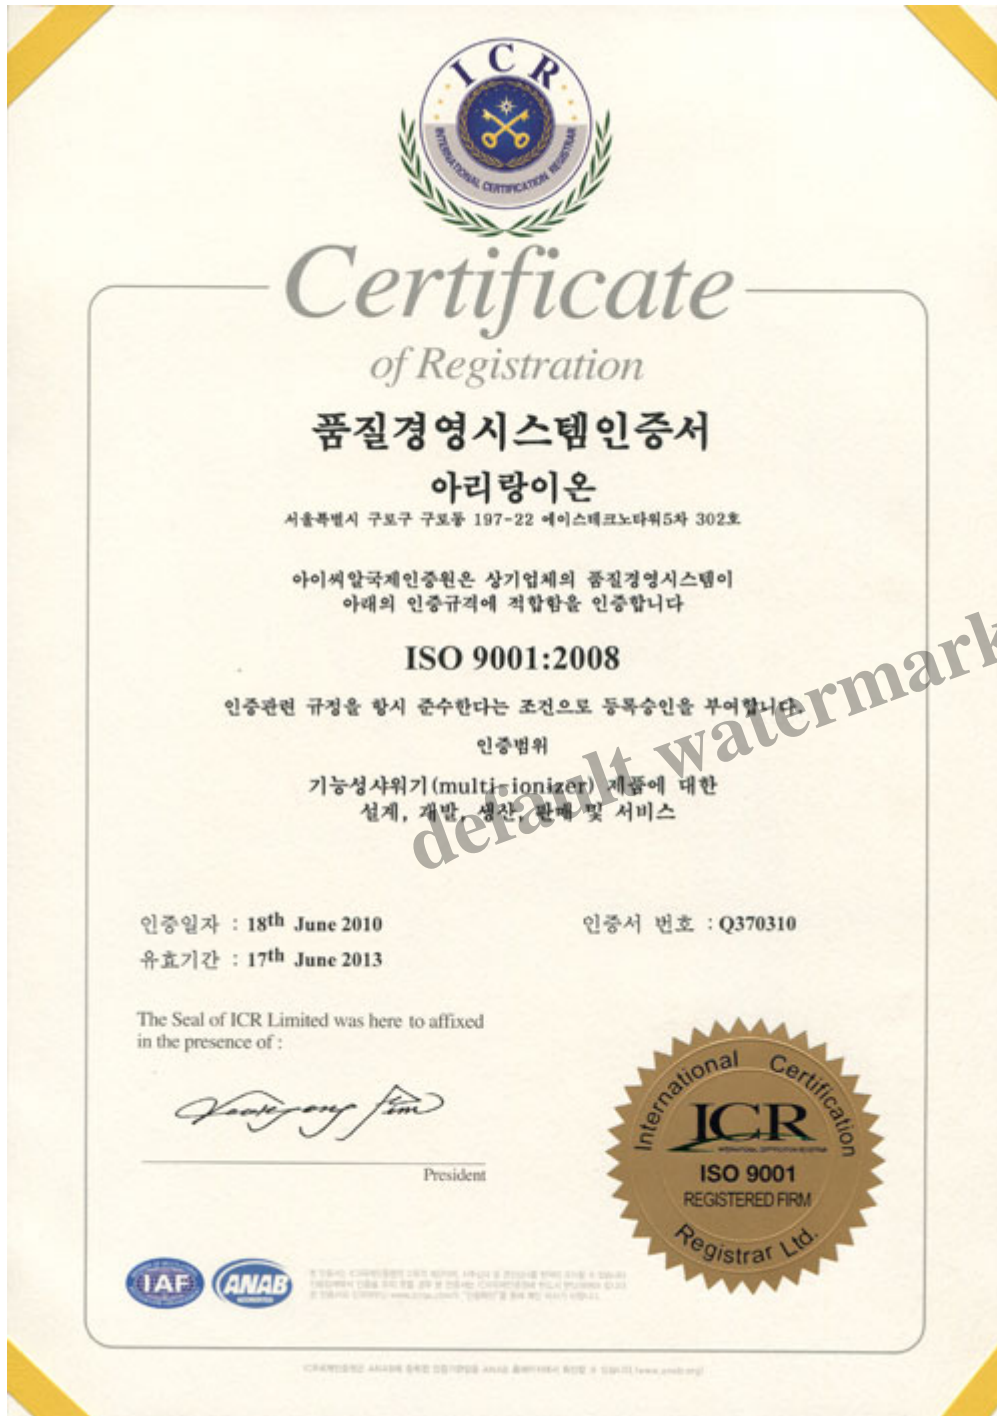 ICR
INTERNATIONAL CERTIFICATION REGISTRAR
Certificate
of Registration
품질경영시스템인증서
아리랑이온
서울특별시 구로구 구로동 197-22 에이스테크노타워5차 302호
아이씨알국제인증원은 상기업체의 품질경영시스템이
아래의 인증규격에 적합함을 인증합니다
ISO 9001:2008
인증관련 규정을 항시 준수한다는 조건으로 등록승인을 부여합니다.
인증범위
기능성샤워기(multi-ionizer) 제품에 대한
설계, 개발, 생산, 판매 및 서비스
default watermark
인증일자 : 18th June 2010
인증서 번호 : Q370310
유효기간 : 17th June 2013
The Seal of ICR Limited was here to affixed
in the presence of :
President
International Certification
ICR
INTERNATIONAL CERTIFICATION REGISTRAR
ISO 9001
REGISTERED FIRM
Registrar Ltd.
IAF
ANAB
ACCREDITED